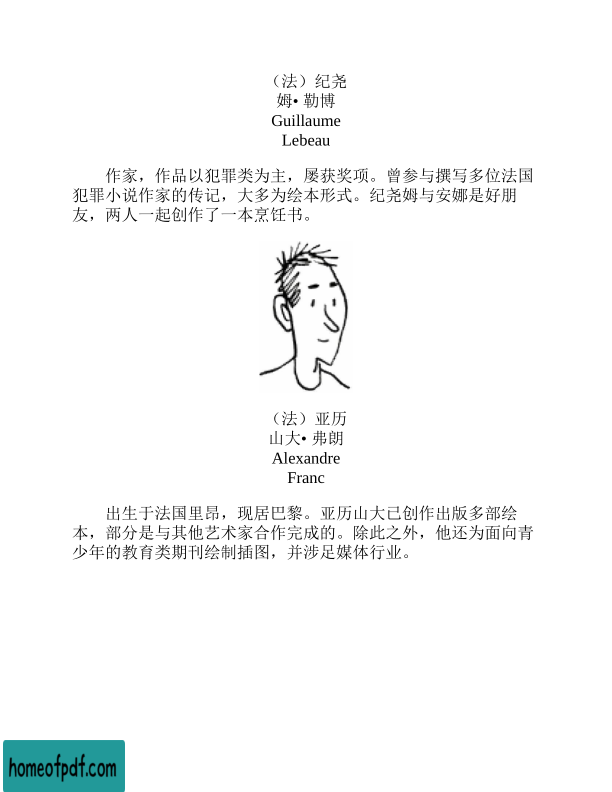 （法）纪尧
姆• 勒博
Guillaume
Lebeau
作家，作品以犯罪类为主，屡获奖项。曾参与撰写多位法国
犯罪小说作家的传记，大多为绘本形式。纪尧姆与安娜是好朋
友，两人一起创作了一本烹饪书。
（法）亚历
山大• 弗朗
Alexandre
Franc
出生于法国里昂，现居巴黎。亚历山大已创作出版多部绘
本，部分是与其他艺术家合作完成的。除此之外，他还为面向青
少年的教育类期刊绘制插图，并涉足媒体行业。
homeofpdf.com